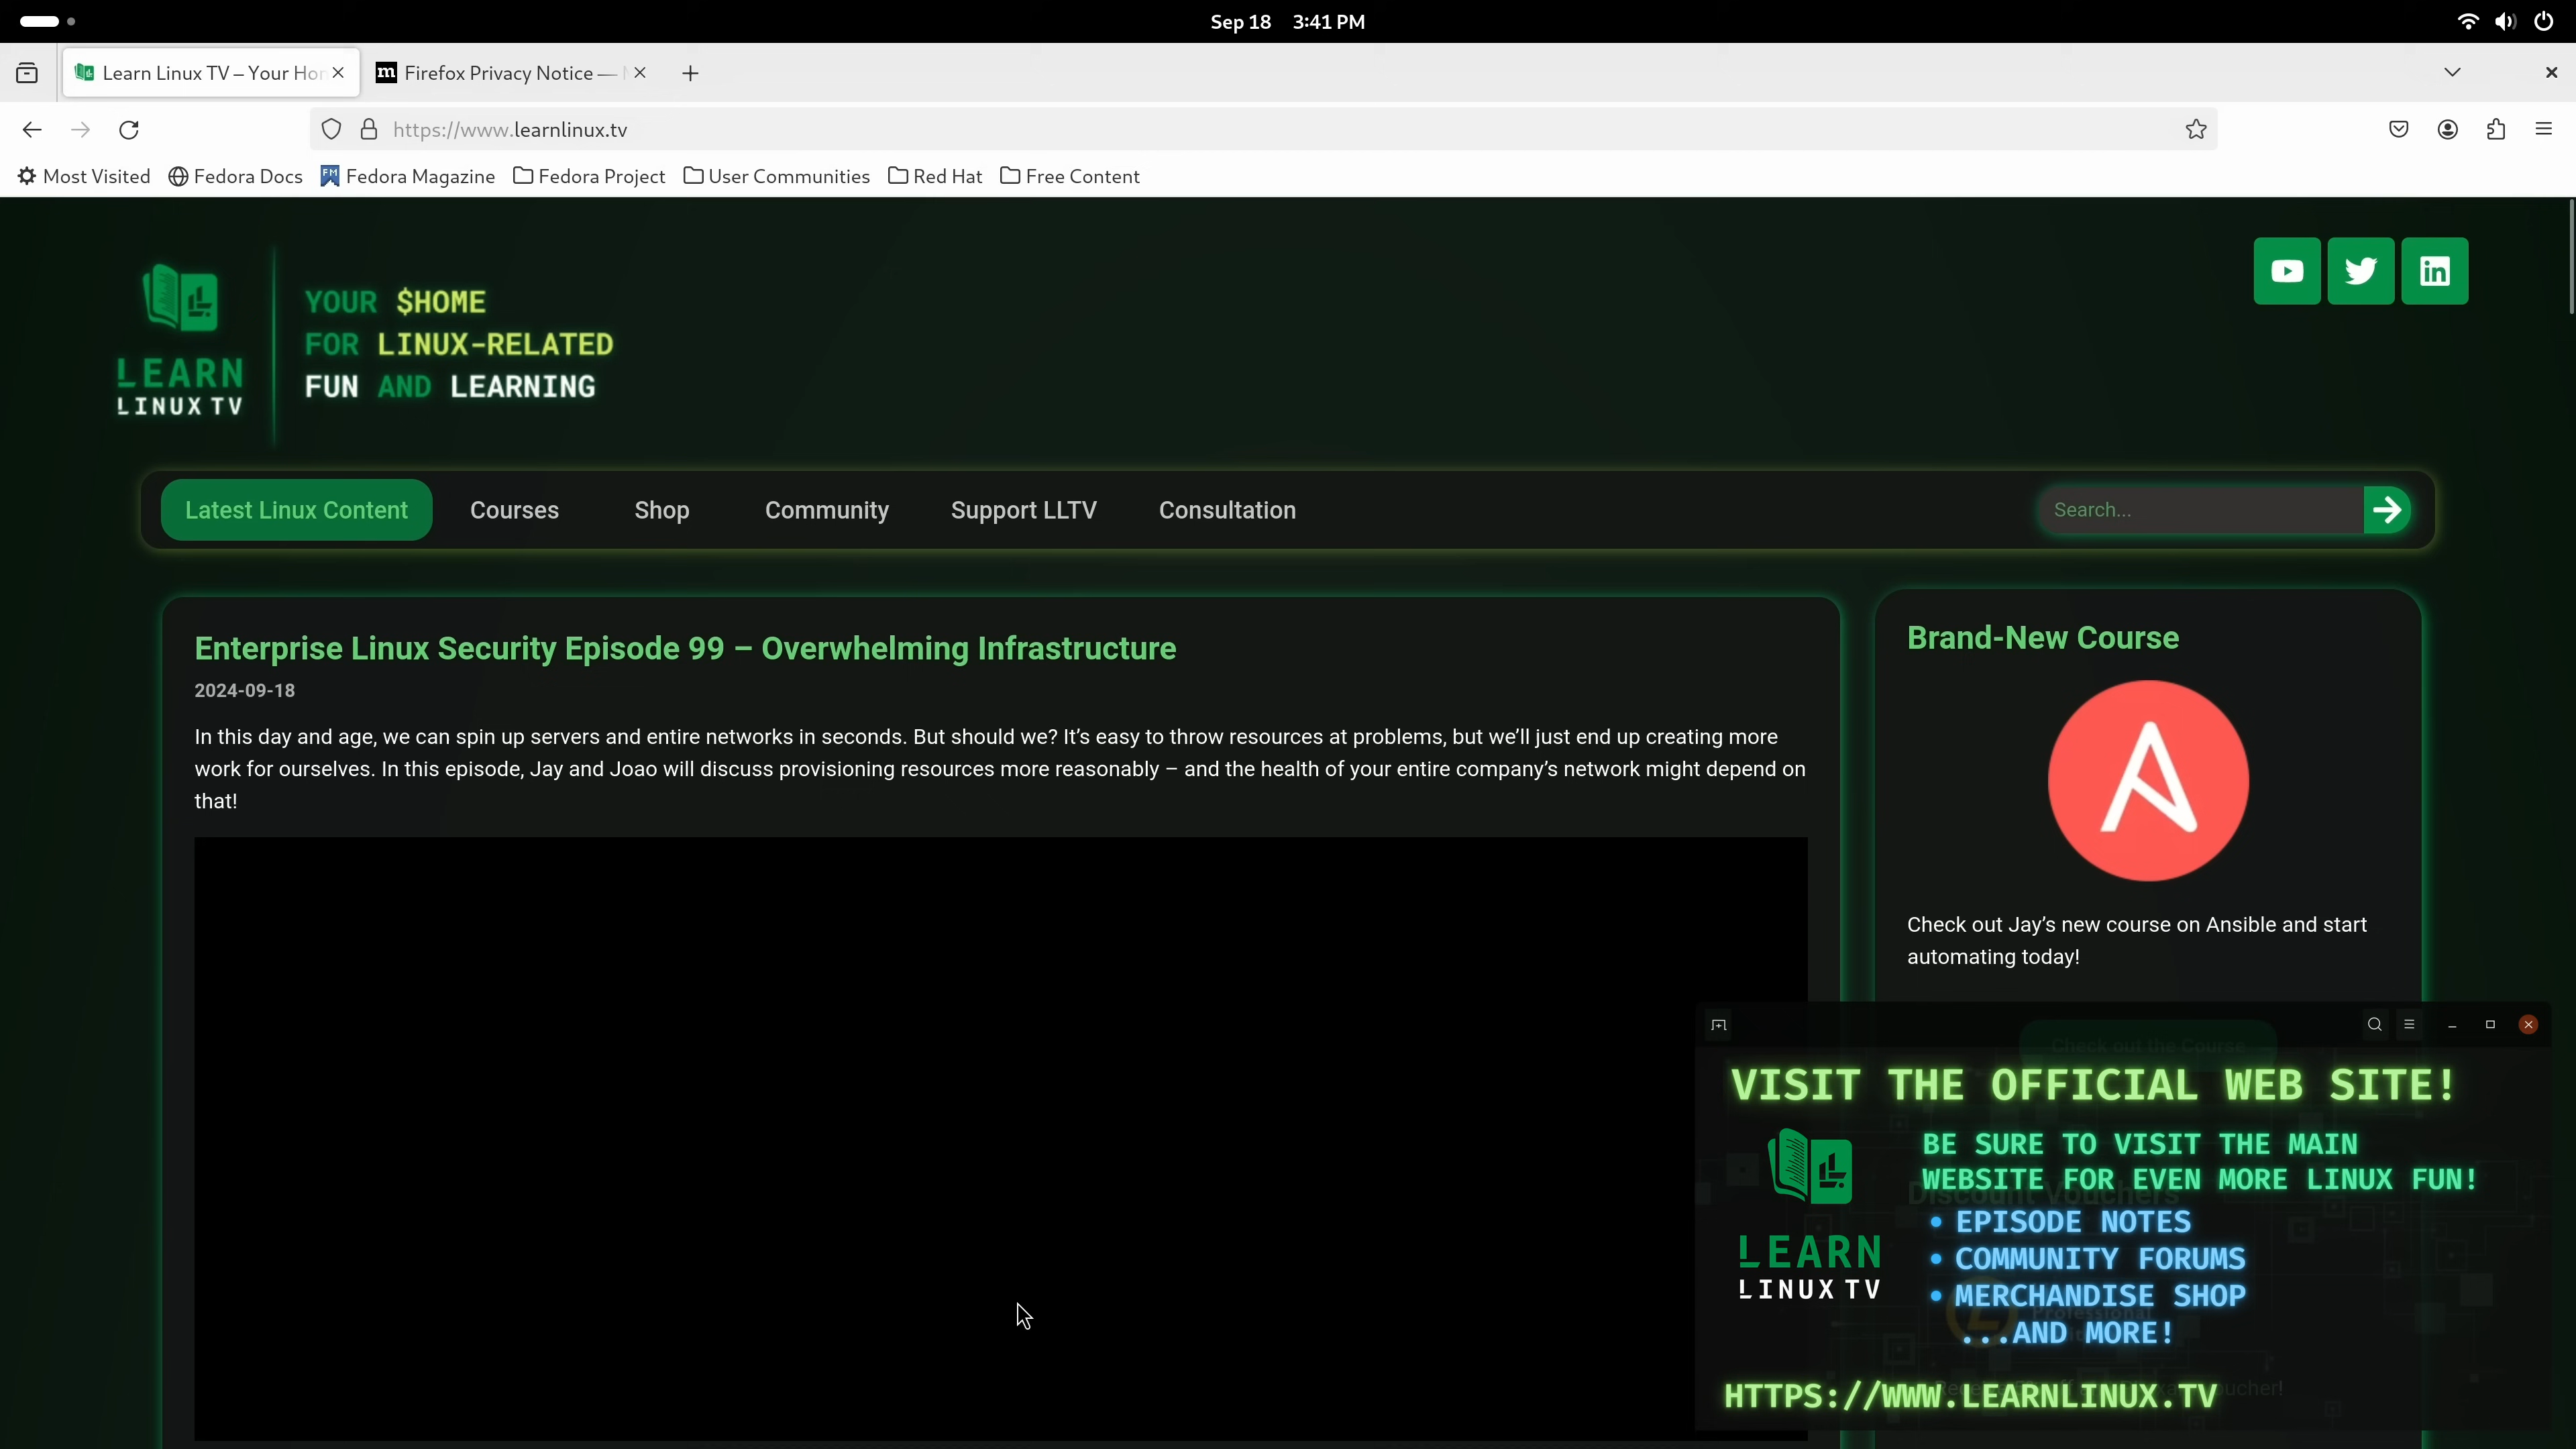 Sep 18 3:41 PM
Learn Linux TV – Your Hor
Firefox Privacy Notice —
https://www.learnlinux.tv
Most Visited
Fedora Docs
Fedora Magazine
Fedora Project
User Communities
Red Hat
Free Content
LEARN
LINUX TV
YOUR $HOME
FOR LINUX-RELATED
FUN AND LEARNING
Latest Linux Content
Courses
Shop
Community
Support LLTV
Consultation
Search...
Enterprise Linux Security Episode 99 – Overwhelming Infrastructure
2024-09-18
In this day and age, we can spin up servers and entire networks in seconds. But should we? It's easy to throw resources at problems, but we'll just end up creating more
work for ourselves. In this episode, Jay and Joao will discuss provisioning resources more reasonably – and the health of your entire company's network might depend on
that!
Brand-New Course
Check out Jay's new course on Ansible and start
automating today!
Check out the Course
VISIT THE OFFICIAL WEB SITE!
LEARN
LINUX TV
BE SURE TO VISIT THE MAIN
WEBSITE FOR EVEN MORE LINUX FUN!
Discount Vouchers
• EPISODE NOTES
• COMMUNITY FORUMS
• MERCHANDISE SHOP
...AND MORE!
HTTPS://WWW.LEARNLINUX.TV